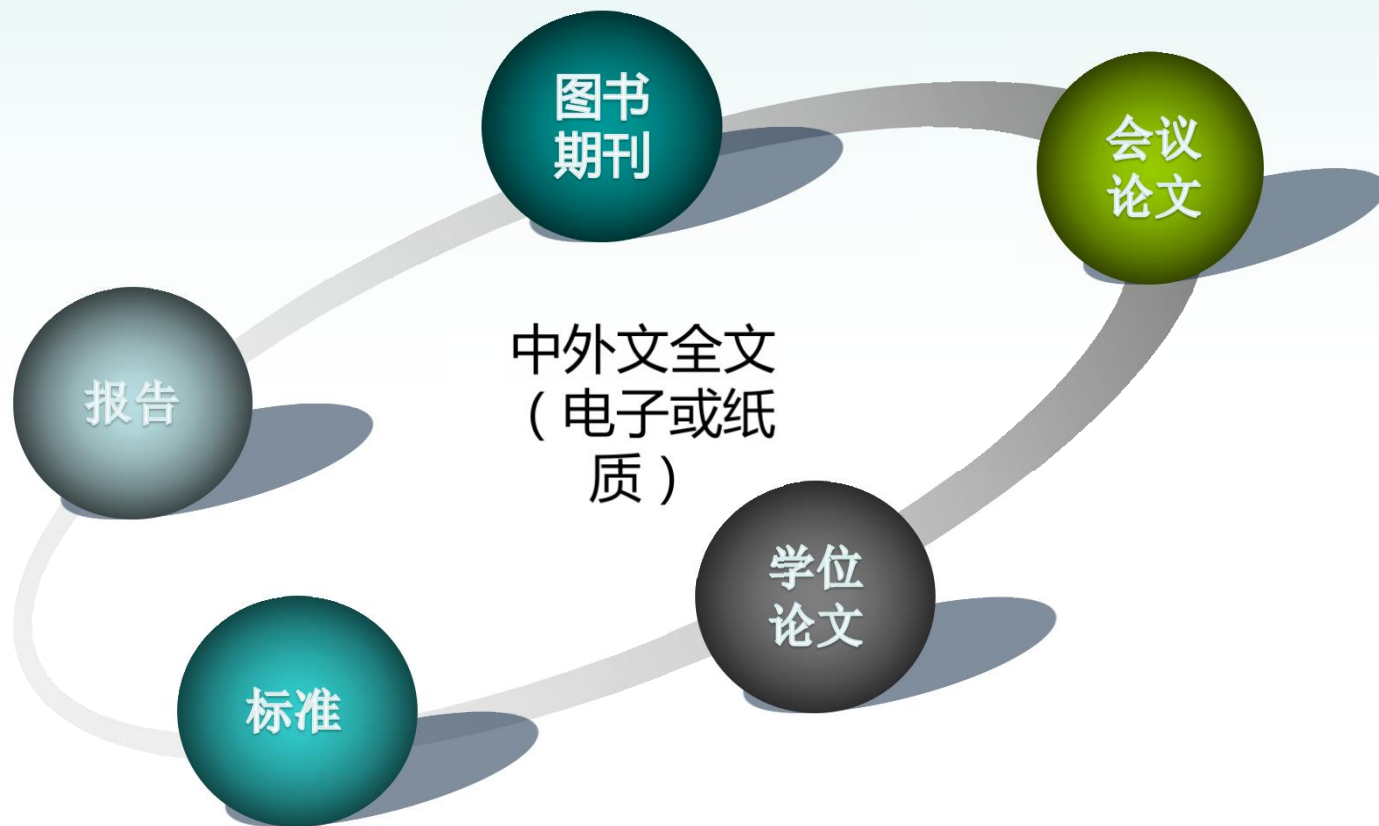 图书
期刊
会议
论文
中外文全文
（电子或纸
质）
报告
学位
论文
标准